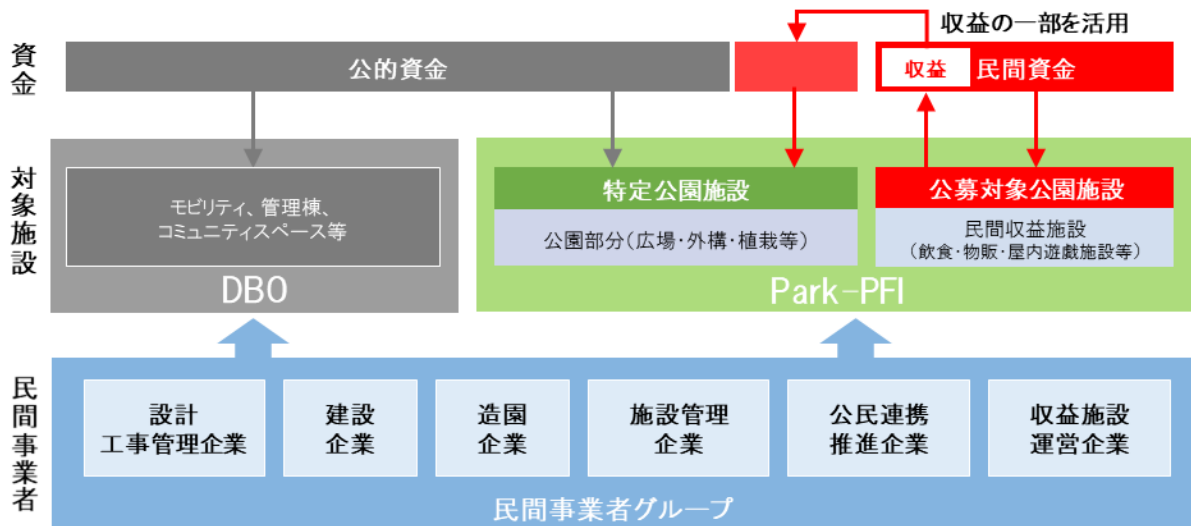 収益の一部を活用
資金
公的資金
収益
民間資金
対象施設
モビリティ、管理棟、
コミュニティスペース等
DBO
特定公園施設
公園部分(広場・外構・植栽等)
公募対象公園施設
民間収益施設
(飲食・物販・屋内遊戯施設等)
Park-PFI
民間事業者
設計
工事管理企業
建設
企業
造園
企業
施設管理
企業
公民連携
推進企業
収益施設
運営企業
民間事業者グループ